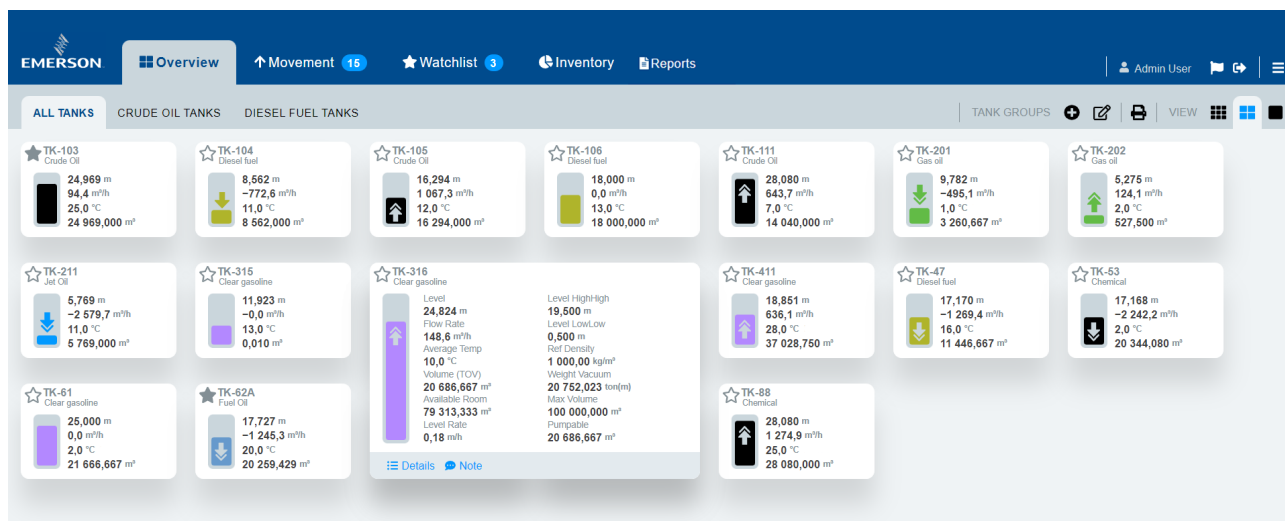 EMERSON
Overview
Movement 15
Watchlist 3
Inventory
Reports
Admin User
ALL TANKS
CRUDE OIL TANKS
DIESEL FUEL TANKS
TANK GROUPS
VIEW
TK-103
Crude Oil
24,969 m
94,4 m³/h
25,0 °C
24 969,000 m³
TK-104
Diesel fuel
8,562 m
−772,6 m³/h
11,0 °C
8 562,000 m³
TK-105
Crude Oil
16,294 m
1 067,3 m³/h
12,0 °C
16 294,000 m³
TK-106
Diesel fuel
18,000 m
0,0 m³/h
13,0 °C
18 000,000 m³
TK-111
Crude Oil
28,080 m
643,7 m³/h
7,0 °C
14 040,000 m³
TK-201
Gas oil
9,782 m
−495,1 m³/h
1,0 °C
3 260,667 m³
TK-202
Gas oil
5,275 m
124,1 m³/h
2,0 °C
527,500 m³
TK-211
Jet Oil
5,769 m
−2 579,7 m³/h
11,0 °C
5 769,000 m³
TK-315
Clear gasoline
11,923 m
−0,0 m³/h
13,0 °C
0,010 m³
TK-316
Clear gasoline
Level
24,824 m
Flow Rate
148,6 m³/h
Average Temp
10,0 °C
Volume (TOV)
20 686,667 m³
Available Room
79 313,333 m³
Level Rate
0,18 m/h
Level HighHigh
19,500 m
Level LowLow
0,500 m
Ref Density
1 000,00 kg/m³
Weight Vacuum
20 752,023 ton(m)
Max Volume
100 000,000 m³
Pumpable
20 686,667 m³
Details
Note
TK-411
Clear gasoline
18,851 m
636,1 m³/h
28,0 °C
37 028,750 m³
TK-47
Diesel fuel
17,170 m
−1 269,4 m³/h
16,0 °C
11 446,667 m³
TK-53
Chemical
17,168 m
−2 242,2 m³/h
2,0 °C
20 344,080 m³
TK-61
Clear gasoline
25,000 m
0,0 m³/h
2,0 °C
21 666,667 m³
TK-62A
Fuel Oil
17,727 m
−1 245,3 m³/h
20,0 °C
20 259,429 m³
TK-88
Chemical
28,080 m
1 274,9 m³/h
25,0 °C
28 080,000 m³